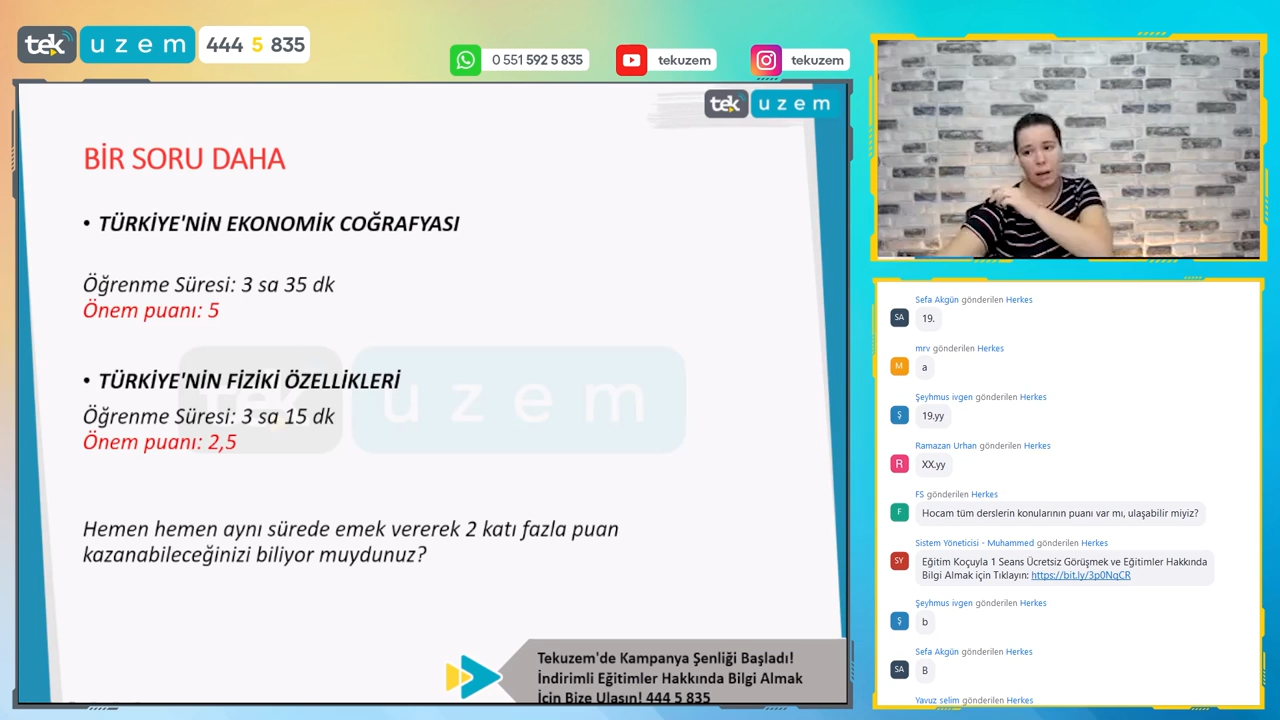 tek uzem 444 5 835
0 551 592 5 835
tekuzem
tekuzem
tek uzem
BİR SORU DAHA
• TÜRKİYE'NİN EKONOMİK COĞRAFYASI
Öğrenme Süresi: 3 sa 35 dk
Önem puanı: 5
• TÜRKİYE'NİN FİZİKİ ÖZELLİKLERİ
Öğrenme Süresi: 3 sa 15 dk
Önem puanı: 2,5
tek uzem
Hemen hemen aynı sürede emek vererek 2 katı fazla puan
kazanabileceğinizi biliyor muydunuz?
Tekuzem'de Kampanya Şenliği Başladı!
İndirimli Eğitimler Hakkında Bilgi Almak
İçin Bize Ulaşın! 444 5 835
Sefa Akgün gönderilen Herkes
SA
19.
mrv gönderilen Herkes
M
a
Şeyhmus ivgen gönderilen Herkes
Ş
19.yy
Ramazan Urhan gönderilen Herkes
R
XX.yy
FS gönderilen Herkes
F
Hocam tüm derslerin konularının puanı var mı, ulaşabilir miyiz?
Sistem Yöneticisi - Muhammed gönderilen Herkes
SY
Eğitim Koçuyla 1 Seans Ücretsiz Görüşmek ve Eğitimler Hakkında
Bilgi Almak için Tıklayın: https://bit.ly/3p0NqCR
Şeyhmus ivgen gönderilen Herkes
Ş
b
Sefa Akgün gönderilen Herkes
SA
B
Yavuz selim gönderilen Herkes